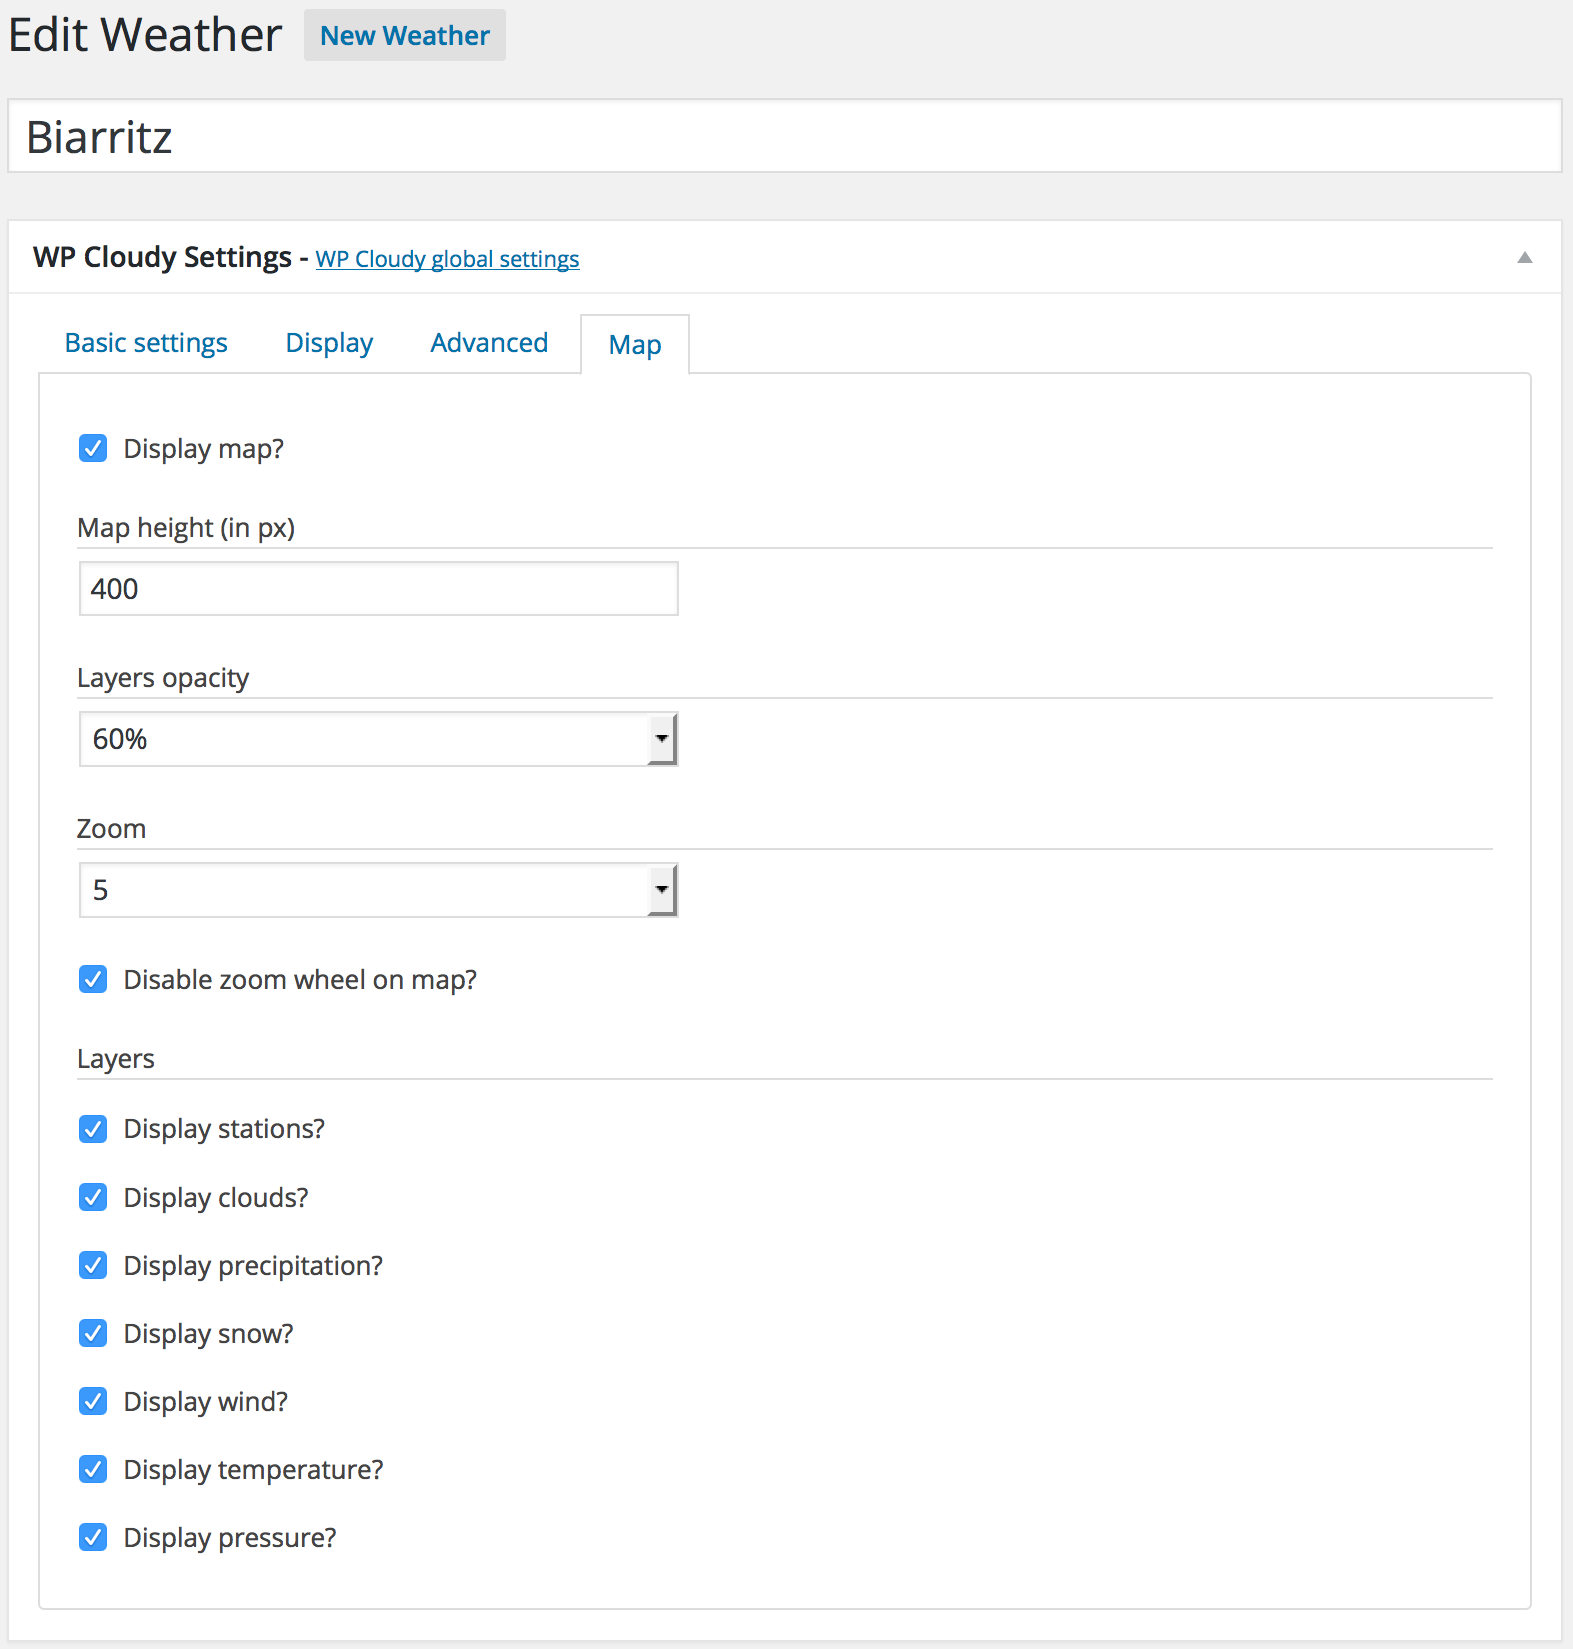 Edit Weather New Weather
Biarritz
WP Cloudy Settings - WP Cloudy global settings
Basic settings Display Advanced Map
Display map?
Map height (in px)
400
Layers opacity
60%
Zoom
5
Disable zoom wheel on map?
Layers
Display stations?
Display clouds?
Display precipitation?
Display snow?
Display wind?
Display temperature?
Display pressure?